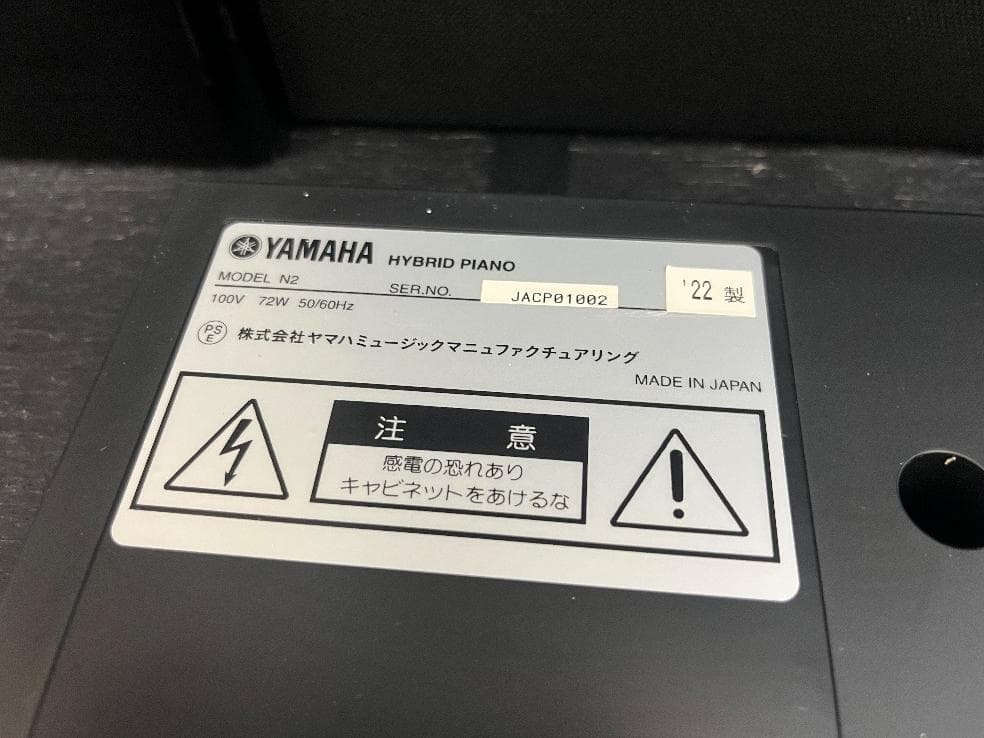 YAMAHA HYBRID PIANO
MODEL N2
SER.NO. JACP01002 '22 製
100V 72W 50/60Hz
PS E 株式会社ヤマハミュージックマニュファクチュアリング
MADE IN JAPAN
注意
感電の恐れあり
キャビネットをあけるな